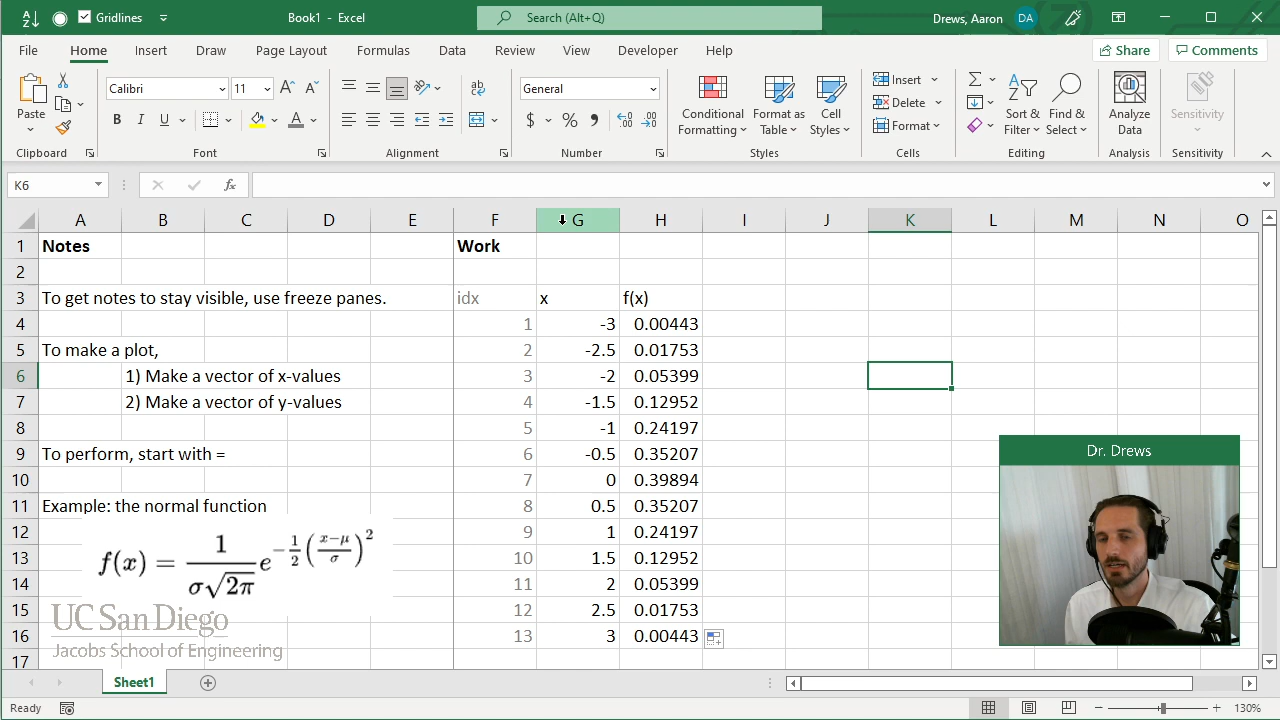 Gridlines
Book1 - Excel
Search (Alt+Q)
Drews, Aaron DA
File Home Insert Draw Page Layout Formulas Data Review View Developer Help
Share Comments
Paste
Calibri 11
B I U
General
$ %
Conditional Formatting
Format as Table
Cell Styles
Insert
Delete
Format
Sort & Filter
Find & Select
Analyze Data
Sensitivity
Clipboard Font Alignment Number Styles Cells Editing Analysis Sensitivity
K6 fx
A B C D E F G H I J K L M N O
1 Notes Work
2
3 To get notes to stay visible, use freeze panes. idx x f(x)
4 1 -3 0.00443
5 To make a plot, 2 -2.5 0.01753
6 1) Make a vector of x-values 3 -2 0.05399
7 2) Make a vector of y-values 4 -1.5 0.12952
8 5 -1 0.24197
9 To perform, start with = 6 -0.5 0.35207
10 7 0 0.39894
11 Example: the normal function 8 0.5 0.35207
12 9 1 0.24197
13 10 1.5 0.12952
14 11 2 0.05399
15 12 2.5 0.01753
16 13 3 0.00443
17
f(x) = 1/(σ√2π) e^(-1/2((x-μ)/σ)^2)
UC San Diego
Jacobs School of Engineering
Dr. Drews
Sheet1
Ready
130%